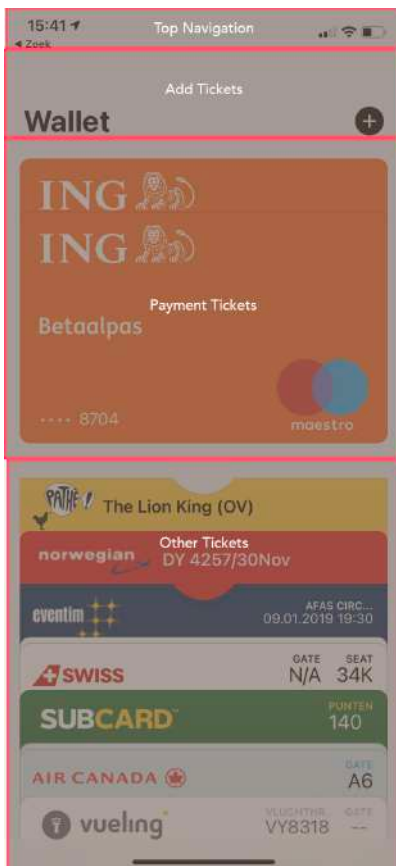 15:41 Top Navigation
Zoek
Add Tickets
Wallet
ING
ING
Payment Tickets
Betaalpas
•••• 8704
maestro
PATHÉ! The Lion King (OV)
Other Tickets
norwegian DY 4257/30Nov
eventim AFAS CIRC...
09.01.2019 19:30
GATE SEAT
SWISS N/A 34K
SUBCARD PUNTEN
140
GATE
AIR CANADA A6
VLUCHTNR. GATE
vueling VY8318 --